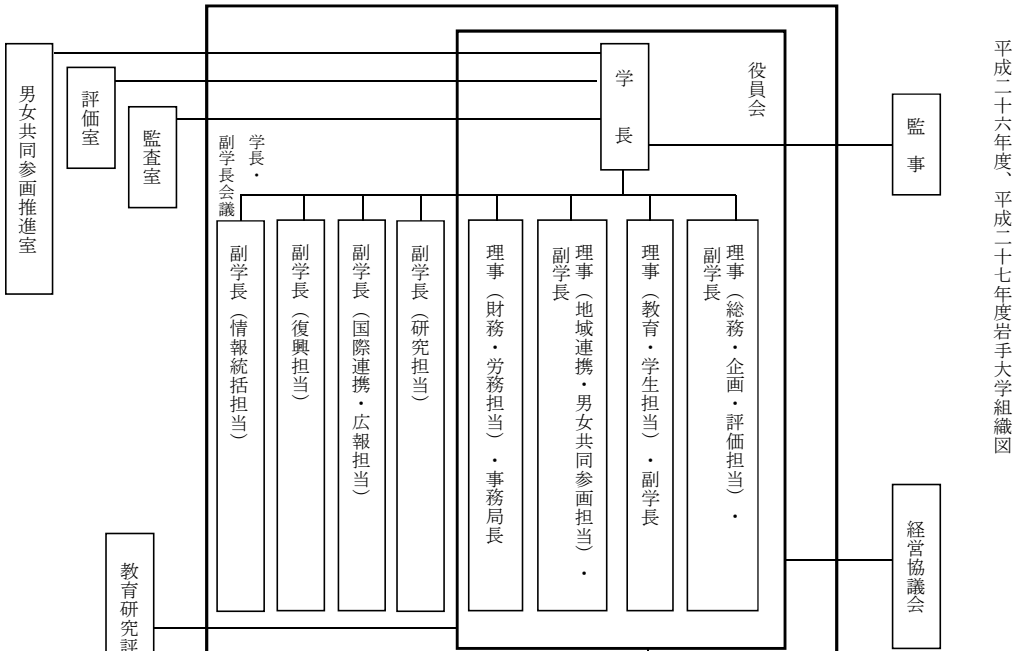 平成二十六年度、平成二十七年度岩手大学組織図
監事
経営協議会
役員会
学長
理事（総務・企画・評価担当）・
副学長
理事（教育・学生担当）・副学長
理事（地域連携・男女共同参画担当）・
副学長
理事（財務・労務担当）・事務局長
学長・
副学長会議
副学長（研究担当）
副学長（国際連携・広報担当）
副学長（復興担当）
副学長（情報統括担当）
監査室
評価室
男女共同参画推進室
教育研究評